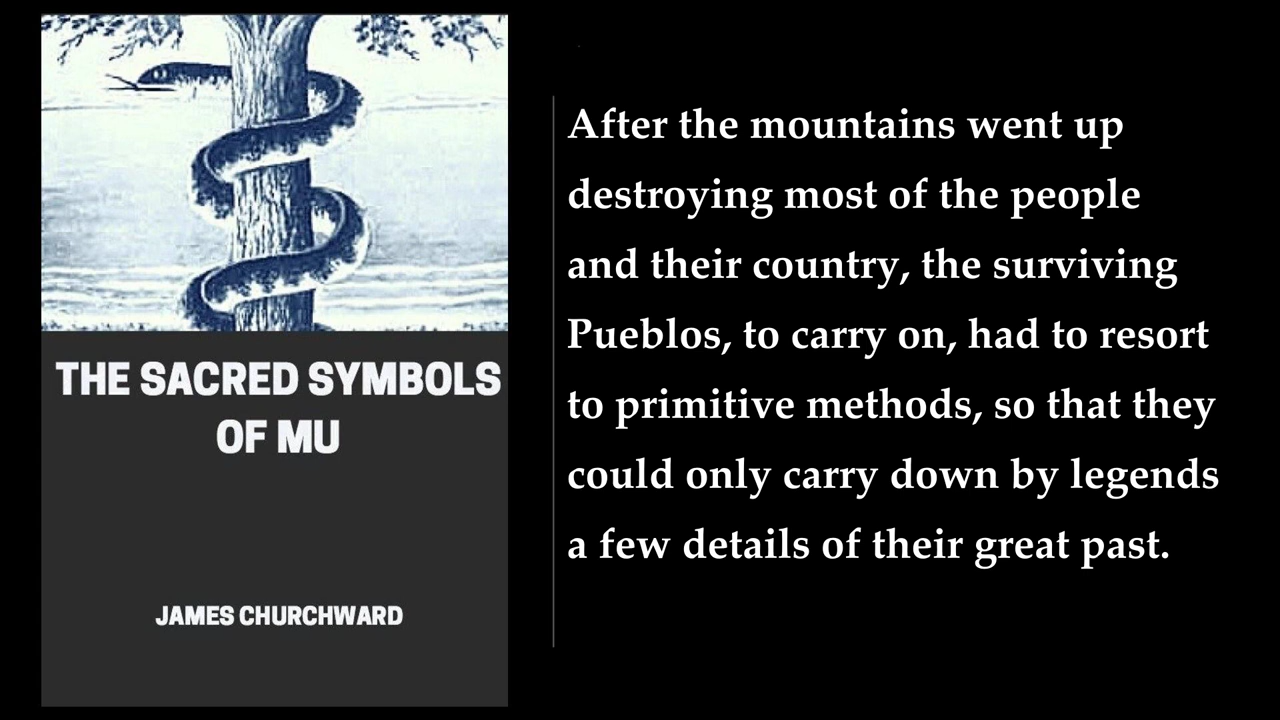 THE SACRED SYMBOLS
OF MU
JAMES CHURCHWARD
After the mountains went up
destroying most of the people
and their country, the surviving
Pueblos, to carry on, had to resort
to primitive methods, so that they
could only carry down by legends
a few details of their great past.